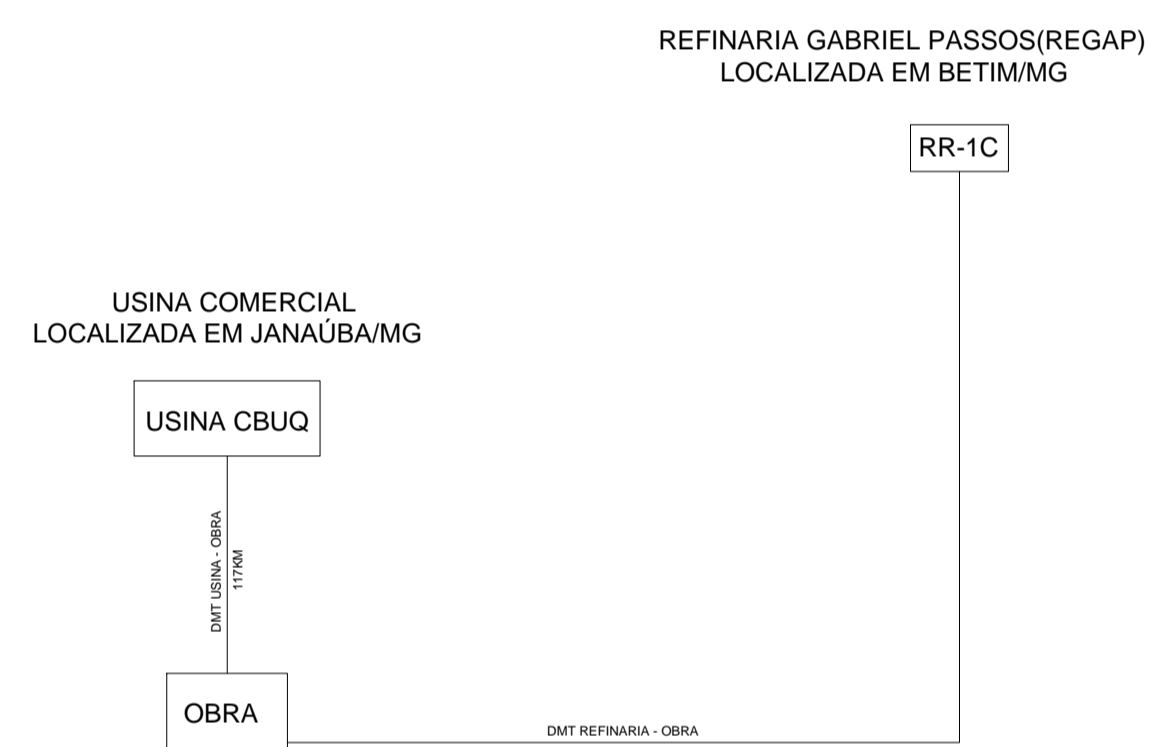 REFINARIA GABRIEL PASSOS(REGAP)
LOCALIZADA EM BETIM/MG
RR-1C
USINA COMERCIAL
LOCALIZADA EM JANAÚBA/MG
USINA CBUQ
DMT USINA - OBRA
117KM
OBRA
DMT REFINARIA - OBRA